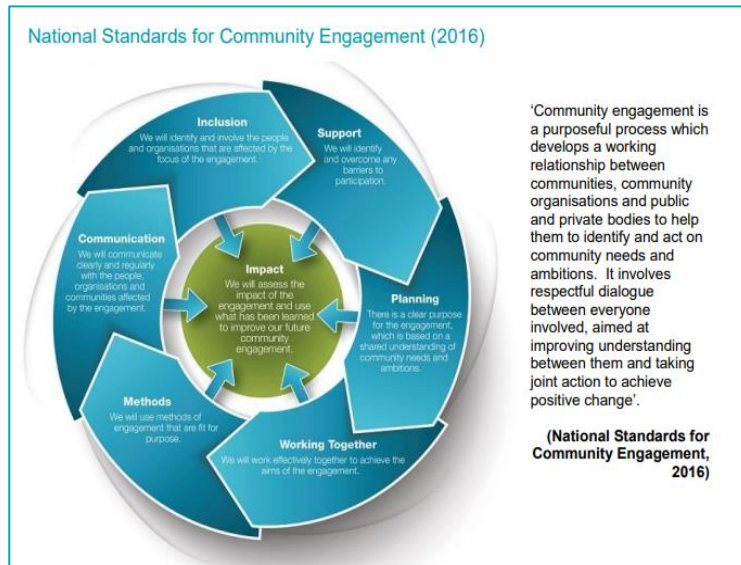 National Standards for Community Engagement (2016)
Inclusion
We will identify and involve the people
and organisations that are affected by the
focus of the engagement.
Support
We will identify
and overcome any
barriers to
participation.
Planning
There is a clear purpose
for the engagement,
which is based on a
shared understanding of
community needs and
ambitions.
Working Together
We will work effectively together to achieve the
aims of the engagement.
Methods
We will use methods of
engagement that are fit for
purpose.
Communication
We will communicate
clearly and regularly
with the people,
organisations and
communities affected
by the engagement.
Impact
We will assess the
impact of the
engagement and use
what has been learned
to improve our future
community
engagement.
‘Community engagement is
a purposeful process which
develops a working
relationship between
communities, community
organisations and public
and private bodies to help
them to identify and act on
community needs and
ambitions. It involves
respectful dialogue
between everyone
involved, aimed at
improving understanding
between them and taking
joint action to achieve
positive change’.
(National Standards for
Community Engagement,
2016)